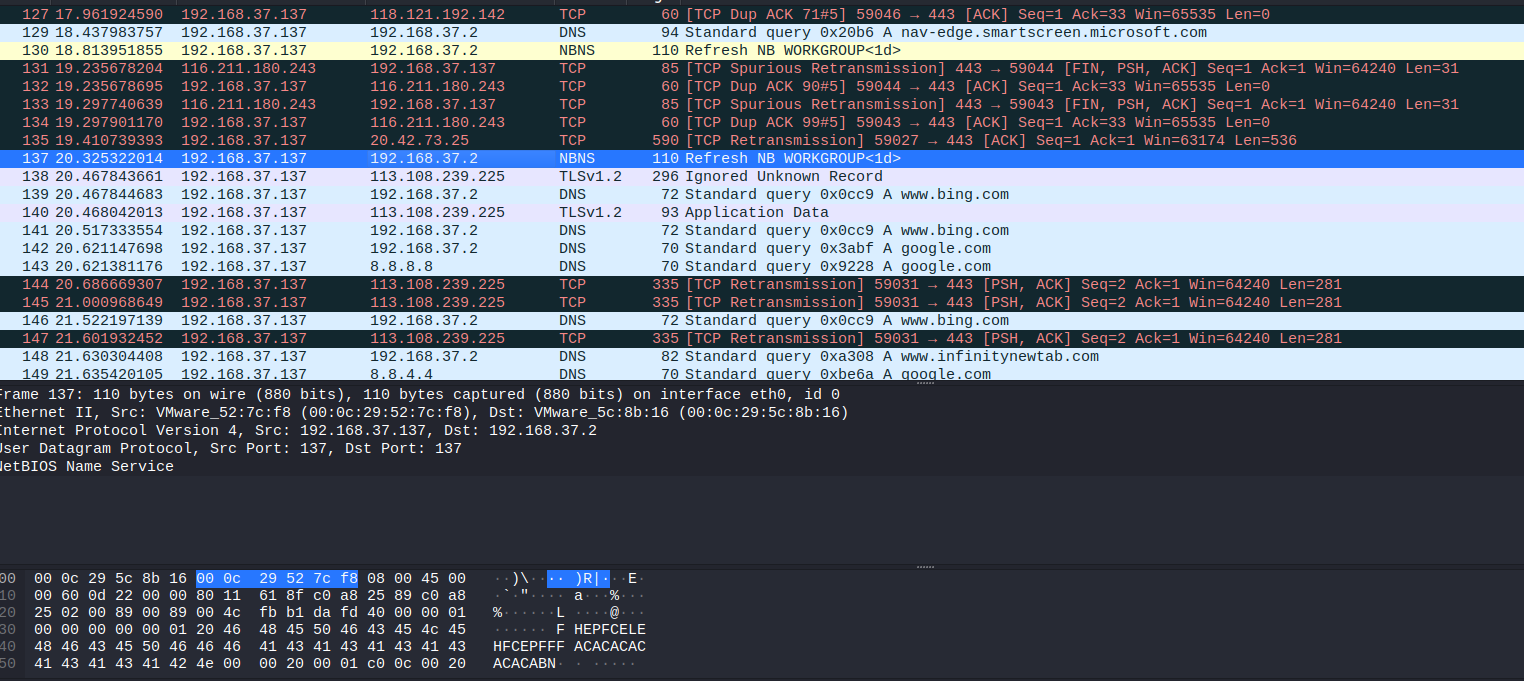 127 17.961924590 192.168.37.137 118.121.192.142 TCP 60 [TCP Dup ACK 71#5] 59046 → 443 [ACK] Seq=1 Ack=33 Win=65535 Len=0
129 18.437983757 192.168.37.137 192.168.37.2 DNS 94 Standard query 0x20b6 A nav-edge.smartscreen.microsoft.com
130 18.813951855 192.168.37.137 192.168.37.2 NBNS 110 Refresh NB WORKGROUP<1d>
131 19.235678204 116.211.180.243 192.168.37.137 TCP 85 [TCP Spurious Retransmission] 443 → 59044 [FIN, PSH, ACK] Seq=1 Ack=1 Win=64240 Len=31
132 19.235678695 192.168.37.137 116.211.180.243 TCP 60 [TCP Dup ACK 90#5] 59044 → 443 [ACK] Seq=1 Ack=33 Win=65535 Len=0
133 19.297740639 116.211.180.243 192.168.37.137 TCP 85 [TCP Spurious Retransmission] 443 → 59043 [FIN, PSH, ACK] Seq=1 Ack=1 Win=64240 Len=31
134 19.297901170 192.168.37.137 116.211.180.243 TCP 60 [TCP Dup ACK 99#5] 59043 → 443 [ACK] Seq=1 Ack=33 Win=65535 Len=0
135 19.410739393 192.168.37.137 20.42.73.25 TCP 590 [TCP Retransmission] 59027 → 443 [ACK] Seq=1 Ack=1 Win=63174 Len=536
137 20.325322014 192.168.37.137 192.168.37.2 NBNS 110 Refresh NB WORKGROUP<1d>
138 20.467843661 192.168.37.137 113.108.239.225 TLSv1.2 296 Ignored Unknown Record
139 20.467844683 192.168.37.137 192.168.37.2 DNS 72 Standard query 0x0cc9 A www.bing.com
140 20.468042013 192.168.37.137 113.108.239.225 TLSv1.2 93 Application Data
141 20.517333554 192.168.37.137 192.168.37.2 DNS 72 Standard query 0x0cc9 A www.bing.com
142 20.621147698 192.168.37.137 192.168.37.2 DNS 70 Standard query 0x3abf A google.com
143 20.621381176 192.168.37.137 8.8.8.8 DNS 70 Standard query 0x9228 A google.com
144 20.686669307 192.168.37.137 113.108.239.225 TCP 335 [TCP Retransmission] 59031 → 443 [PSH, ACK] Seq=2 Ack=1 Win=64240 Len=281
145 21.000968649 192.168.37.137 113.108.239.225 TCP 335 [TCP Retransmission] 59031 → 443 [PSH, ACK] Seq=2 Ack=1 Win=64240 Len=281
146 21.522197139 192.168.37.137 192.168.37.2 DNS 72 Standard query 0x0cc9 A www.bing.com
147 21.601932452 192.168.37.137 113.108.239.225 TCP 335 [TCP Retransmission] 59031 → 443 [PSH, ACK] Seq=2 Ack=1 Win=64240 Len=281
148 21.630304408 192.168.37.137 192.168.37.2 DNS 82 Standard query 0xa308 A www.infinitynewtab.com
149 21.635420105 192.168.37.137 8.8.4.4 DNS 70 Standard query 0xbe6a A google.com
Frame 137: 110 bytes on wire (880 bits), 110 bytes captured (880 bits) on interface eth0, id 0
Ethernet II, Src: VMware_52:7c:f8 (00:0c:29:52:7c:f8), Dst: VMware_5c:8b:16 (00:0c:29:5c:8b:16)
Internet Protocol Version 4, Src: 192.168.37.137, Dst: 192.168.37.2
User Datagram Protocol, Src Port: 137, Dst Port: 137
NetBIOS Name Service
00 00 0c 29 5c 8b 16 00 0c 29 52 7c f8 08 00 45 00 ··)\·· ·· )R|· ··E·
10 00 60 0d 22 00 00 80 11 61 8f c0 a8 25 89 c0 a8 ·`·"···· a···%···
20 25 02 00 89 00 89 00 4c fb b1 da fd 40 00 00 01 %······L ····@···
30 00 00 00 00 00 01 20 46 48 45 50 46 43 45 4c 45 ······ F HEPFCELE
40 48 46 43 45 50 46 46 46 41 43 41 43 41 43 41 43 HFCEPFFF ACACACAC
50 41 43 41 43 41 42 4e 00 00 20 00 01 c0 0c 00 20 ACACABN· · ·····